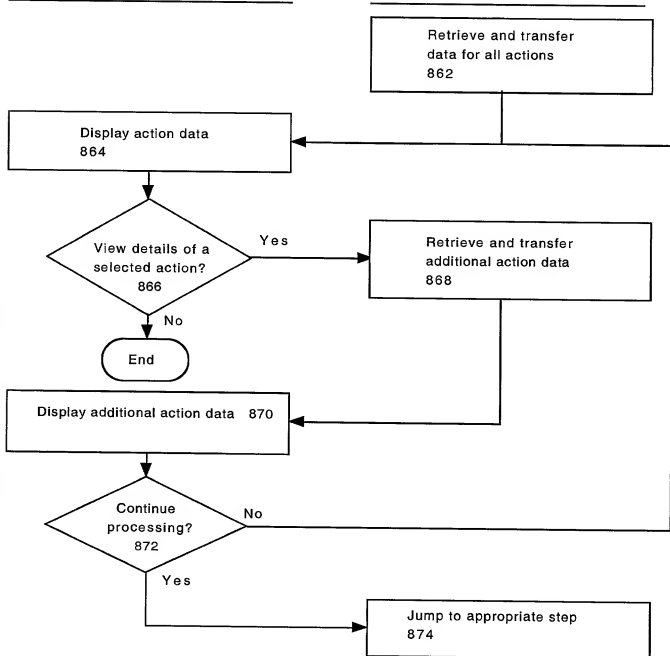 Retrieve and transfer
data for all actions
862
Display action data
864
View details of a
selected action?
866
Yes
Retrieve and transfer
additional action data
868
No
End
Display additional action data 870
Continue
processing?
872
No
Yes
Jump to appropriate step
874